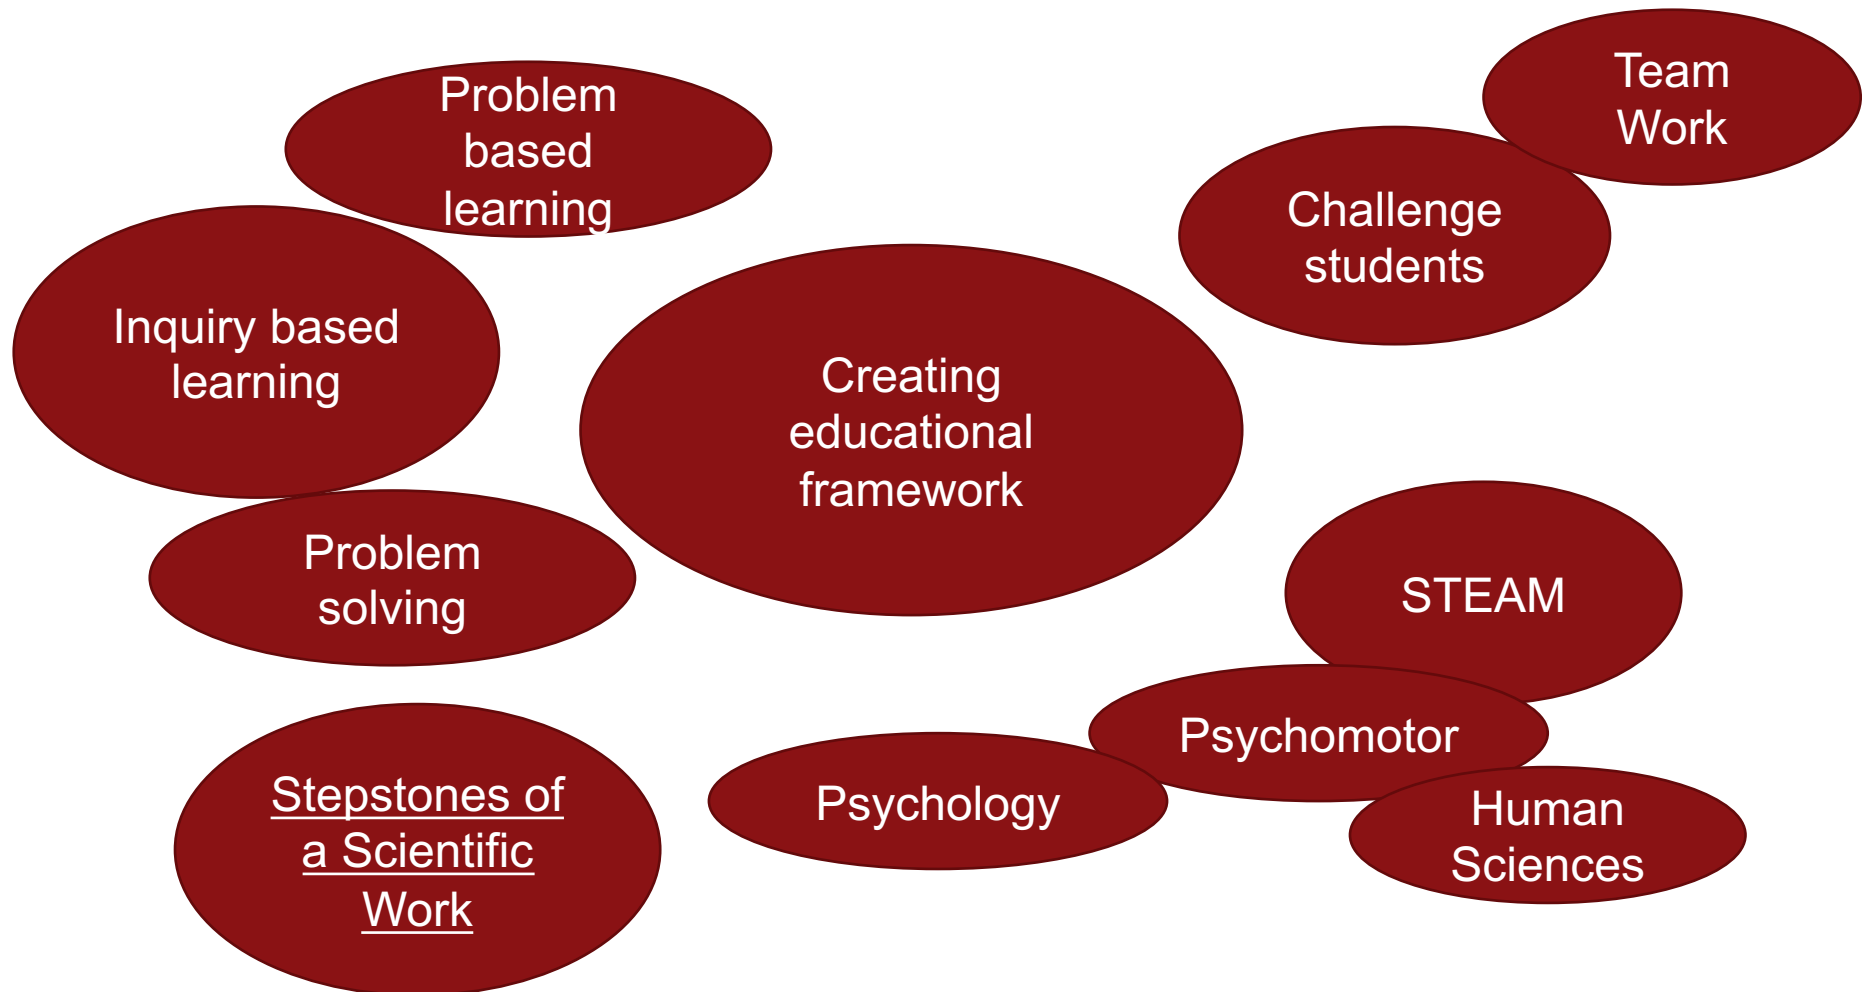 Problem
based
learning
Team
Work
Challenge
students
Inquiry based
learning
Creating
educational
framework
Problem
solving
STEAM
Psychomotor
Psychology
Human
Sciences
Stepstones of
a Scientific
Work